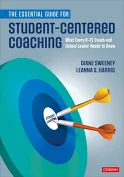 THE ESSENTIAL GUIDE FOR
STUDENT-CENTERED
COACHING
What Every K–12 Coach and
School Leader Needs to Know
DIANE SWEENEY
LEANNA S. HARRIS
CORWIN